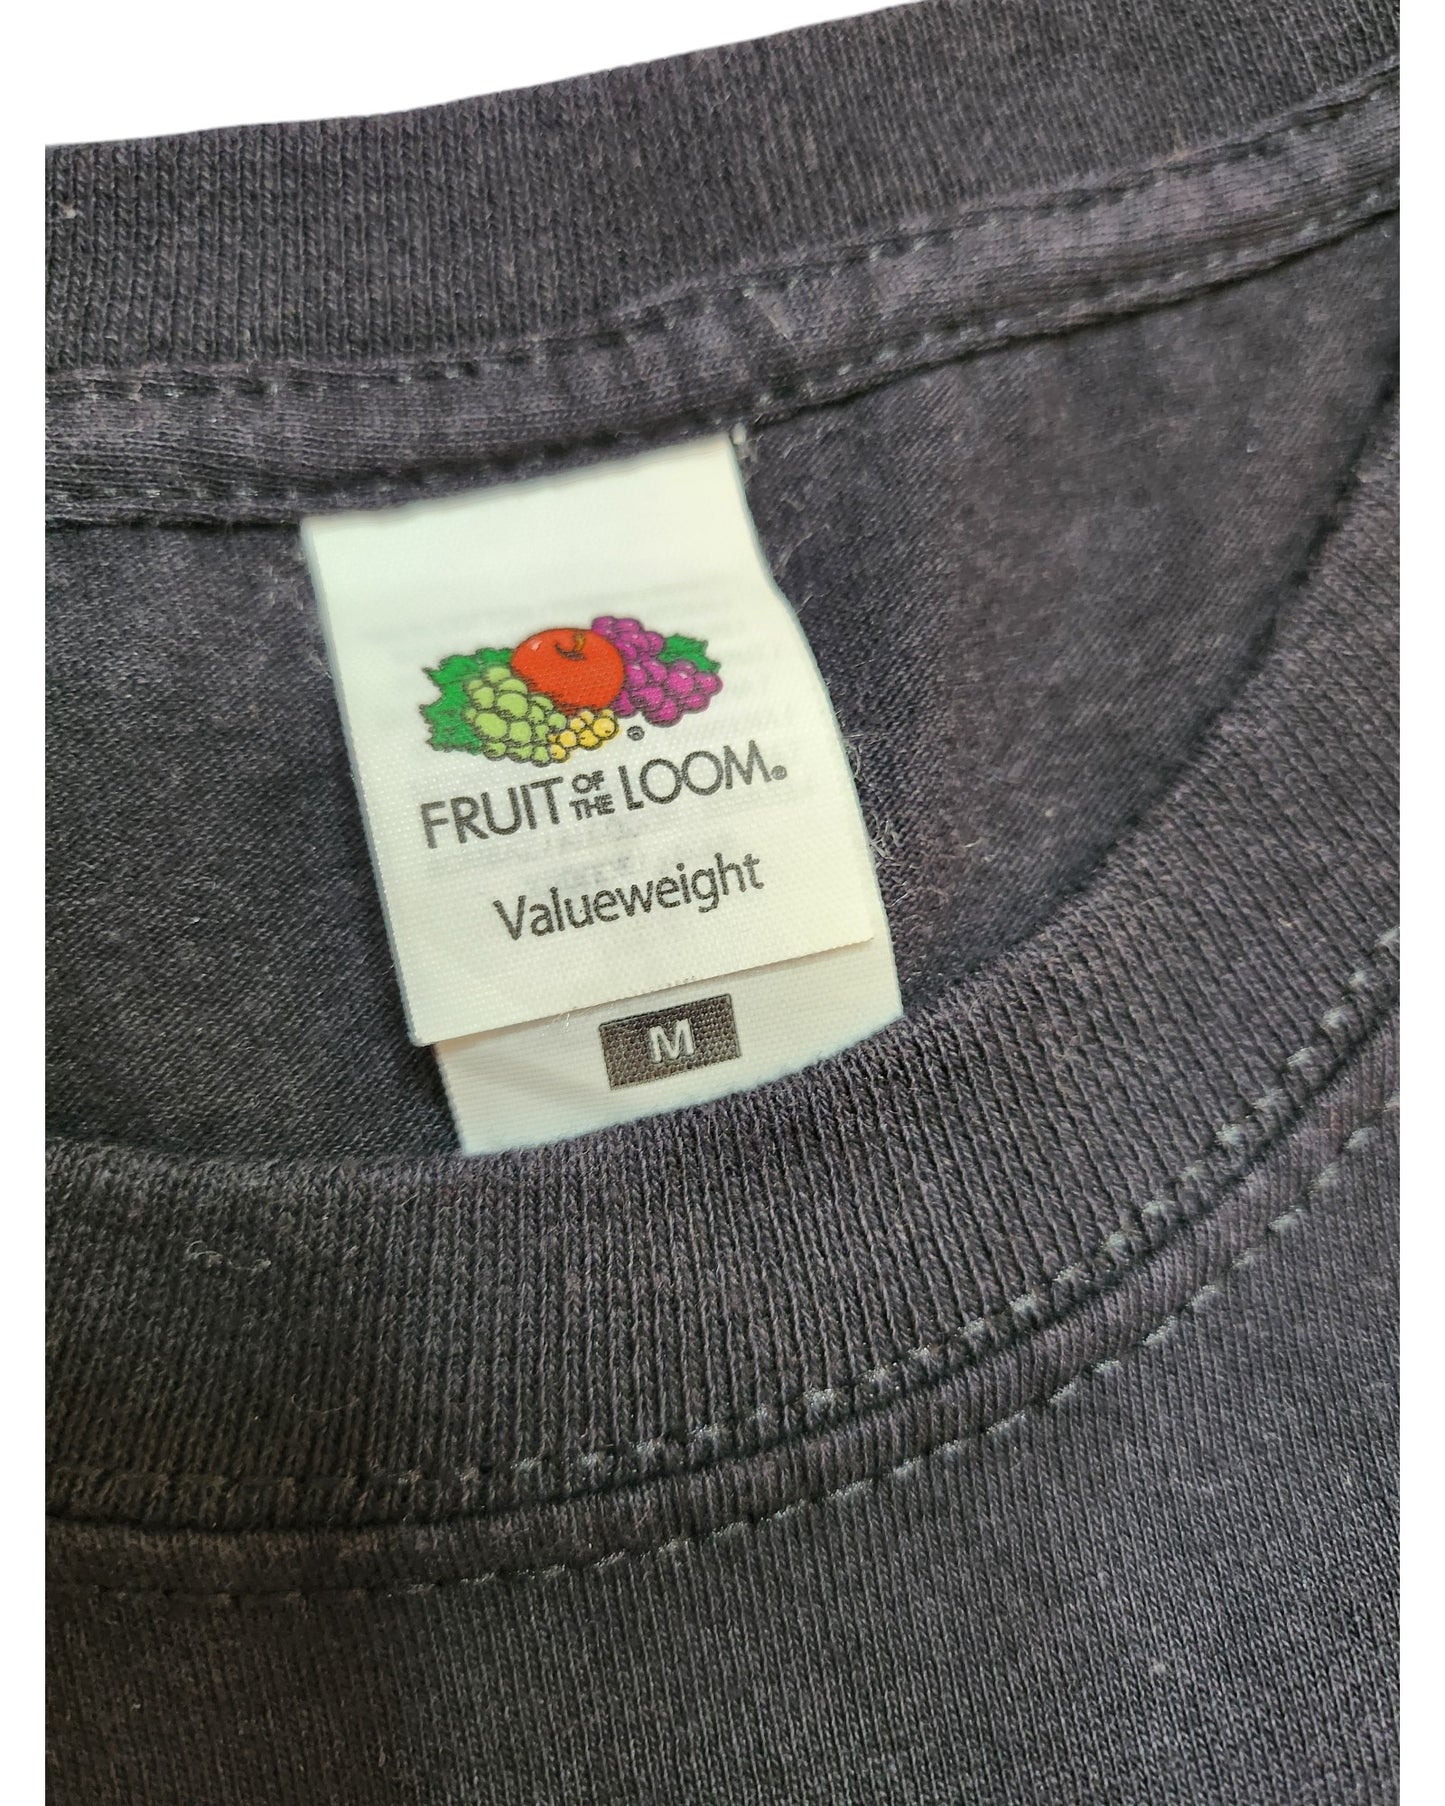 ®
FRUIT OF THE LOOM®
Valueweight
M